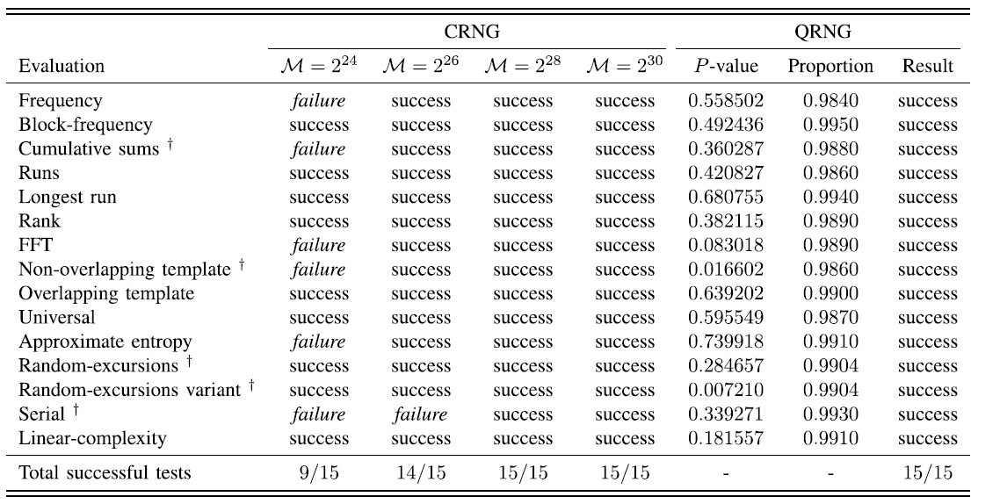 CRNG QRNG
Evaluation M = 2^24 M = 2^26 M = 2^28 M = 2^30 P-value Proportion Result
Frequency failure success success success 0.558502 0.9840 success
Block-frequency success success success success 0.492436 0.9950 success
Cumulative sums † failure success success success 0.360287 0.9880 success
Runs success success success success 0.420827 0.9860 success
Longest run success success success success 0.680755 0.9940 success
Rank success success success success 0.382115 0.9890 success
FFT failure success success success 0.083018 0.9890 success
Non-overlapping template † failure success success success 0.016602 0.9860 success
Overlapping template success success success success 0.639202 0.9900 success
Universal success success success success 0.595549 0.9870 success
Approximate entropy failure success success success 0.739918 0.9910 success
Random-excursions † success success success success 0.284657 0.9904 success
Random-excursions variant † success success success success 0.007210 0.9904 success
Serial † failure failure success success 0.339271 0.9930 success
Linear-complexity success success success success 0.181557 0.9910 success
Total successful tests 9/15 14/15 15/15 15/15 - - 15/15